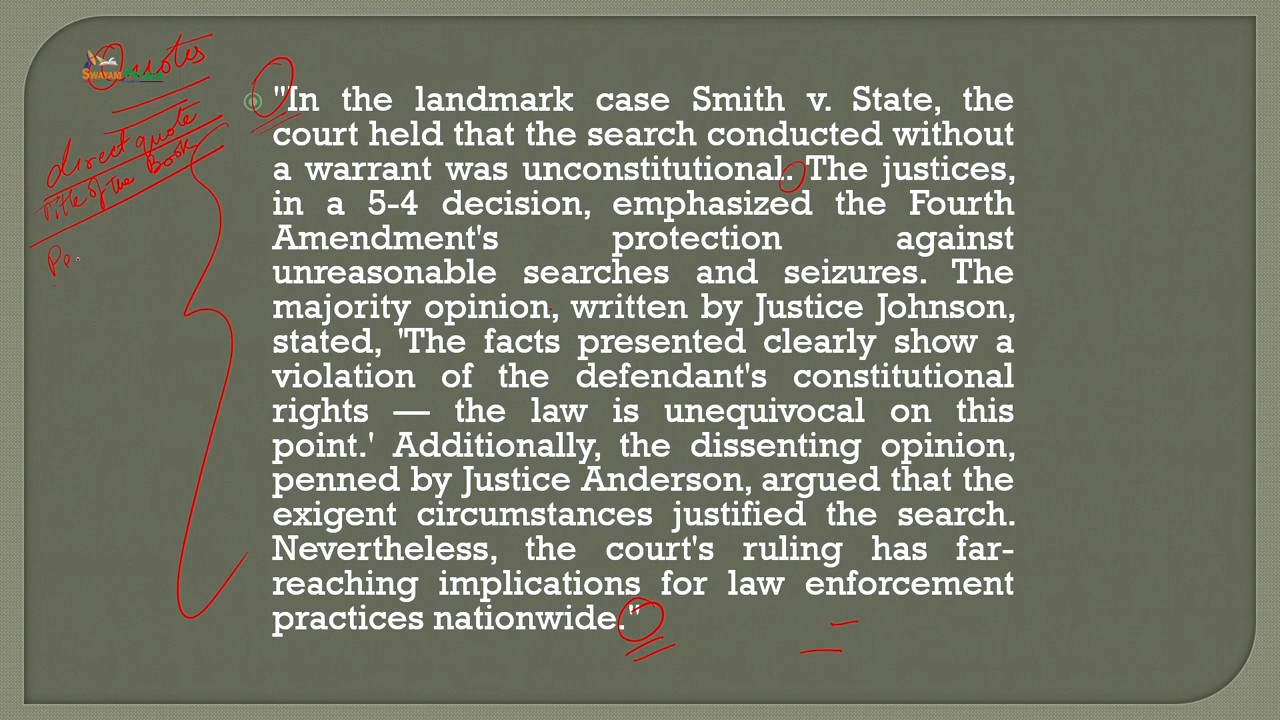 Quotes
SWAYAM PRABHA
direct quote
Title of the Book
Pe
"In the landmark case Smith v. State, the
court held that the search conducted without
a warrant was unconstitutional. The justices,
in a 5-4 decision, emphasized the Fourth
Amendment's protection against
unreasonable searches and seizures. The
majority opinion, written by Justice Johnson,
stated, 'The facts presented clearly show a
violation of the defendant's constitutional
rights — the law is unequivocal on this
point.' Additionally, the dissenting opinion,
penned by Justice Anderson, argued that the
exigent circumstances justified the search.
Nevertheless, the court's ruling has far-
reaching implications for law enforcement
practices nationwide."